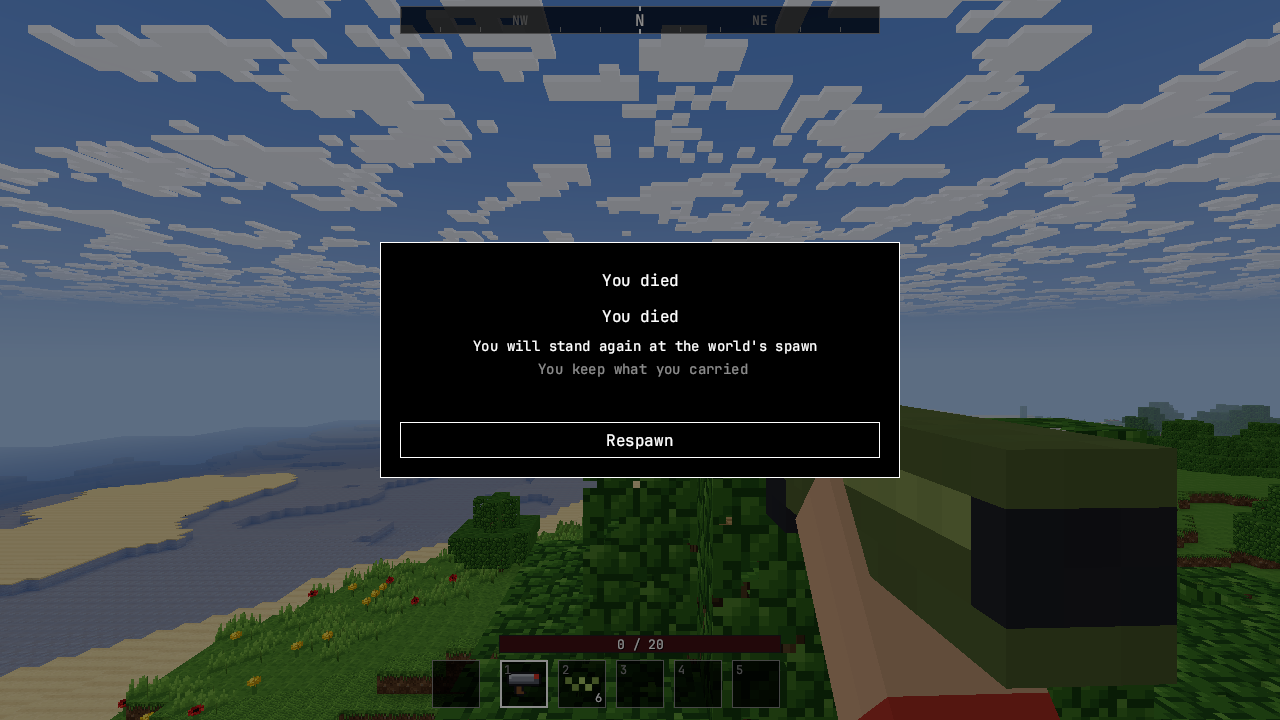 NW N NE
You died
You died
You will stand again at the world's spawn
You keep what you carried
Respawn
0 / 20
1 2 3 4 5
6